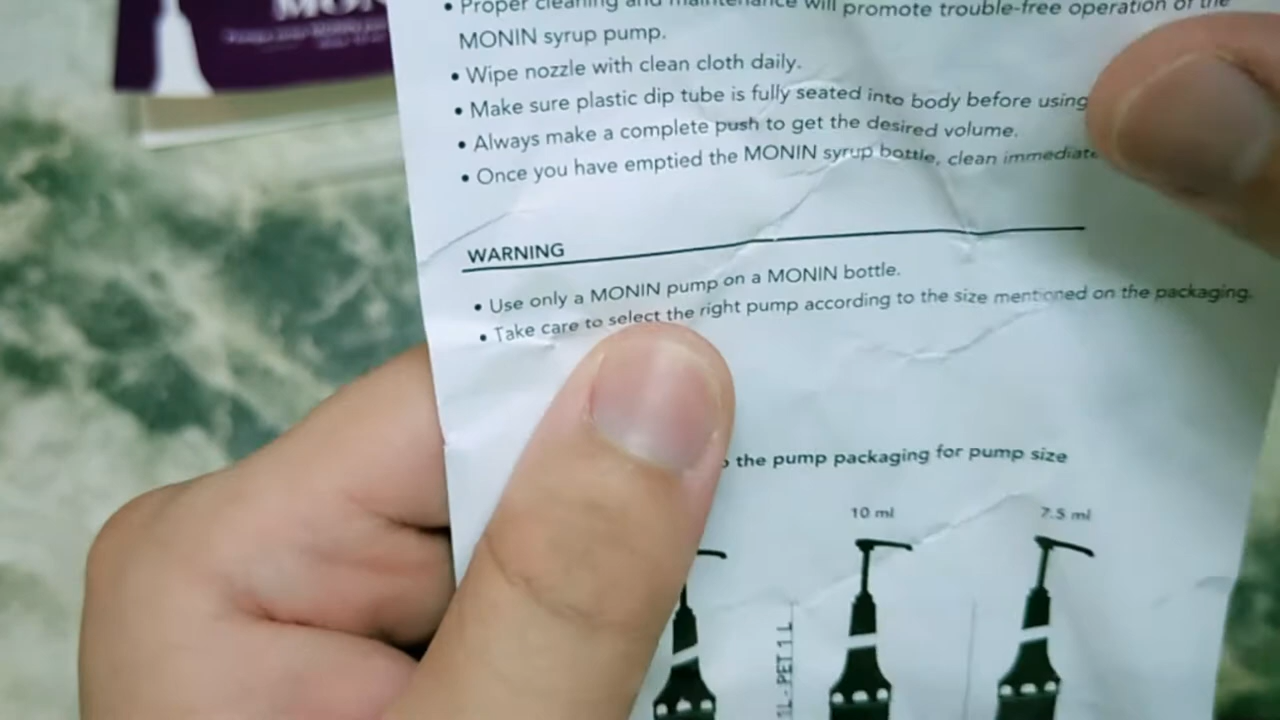 MONIN
• Proper cleaning and maintenance will promote trouble-free operation of the
MONIN syrup pump.
• Wipe nozzle with clean cloth daily.
• Make sure plastic dip tube is fully seated into body before using
• Always make a complete push to get the desired volume.
• Once you have emptied the MONIN syrup bottle, clean immediate
WARNING
• Use only a MONIN pump on a MONIN bottle.
• Take care to select the right pump according to the size mentioned on the packaging.
the pump packaging for pump size
10 ml
7.5 ml
1L - PET 1 L